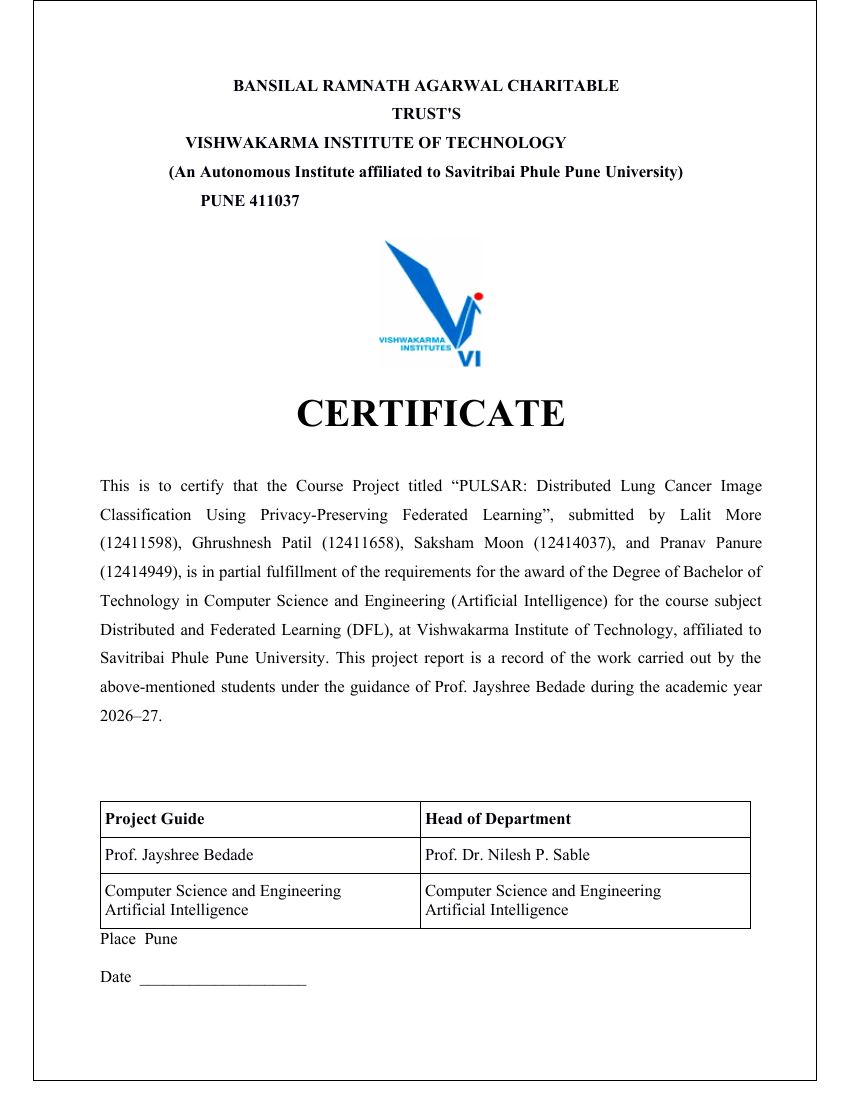 BANSILAL RAMNATH AGARWAL CHARITABLE
TRUST'S
VISHWAKARMA INSTITUTE OF TECHNOLOGY
(An Autonomous Institute affiliated to Savitribai Phule Pune University)
PUNE 411037
VISHWAKARMA
INSTITUTES
VI
CERTIFICATE
This is to certify that the Course Project titled “PULSAR: Distributed Lung Cancer Image
Classification Using Privacy-Preserving Federated Learning”, submitted by Lalit More
(12411598), Ghrushnesh Patil (12411658), Saksham Moon (12414037), and Pranav Panure
(12414949), is in partial fulfillment of the requirements for the award of the Degree of Bachelor of
Technology in Computer Science and Engineering (Artificial Intelligence) for the course subject
Distributed and Federated Learning (DFL), at Vishwakarma Institute of Technology, affiliated to
Savitribai Phule Pune University. This project report is a record of the work carried out by the
above-mentioned students under the guidance of Prof. Jayshree Bedade during the academic year
2026–27.
Project Guide Head of Department
Prof. Jayshree Bedade Prof. Dr. Nilesh P. Sable
Computer Science and Engineering Computer Science and Engineering
Artificial Intelligence Artificial Intelligence
Place Pune
Date ____________________